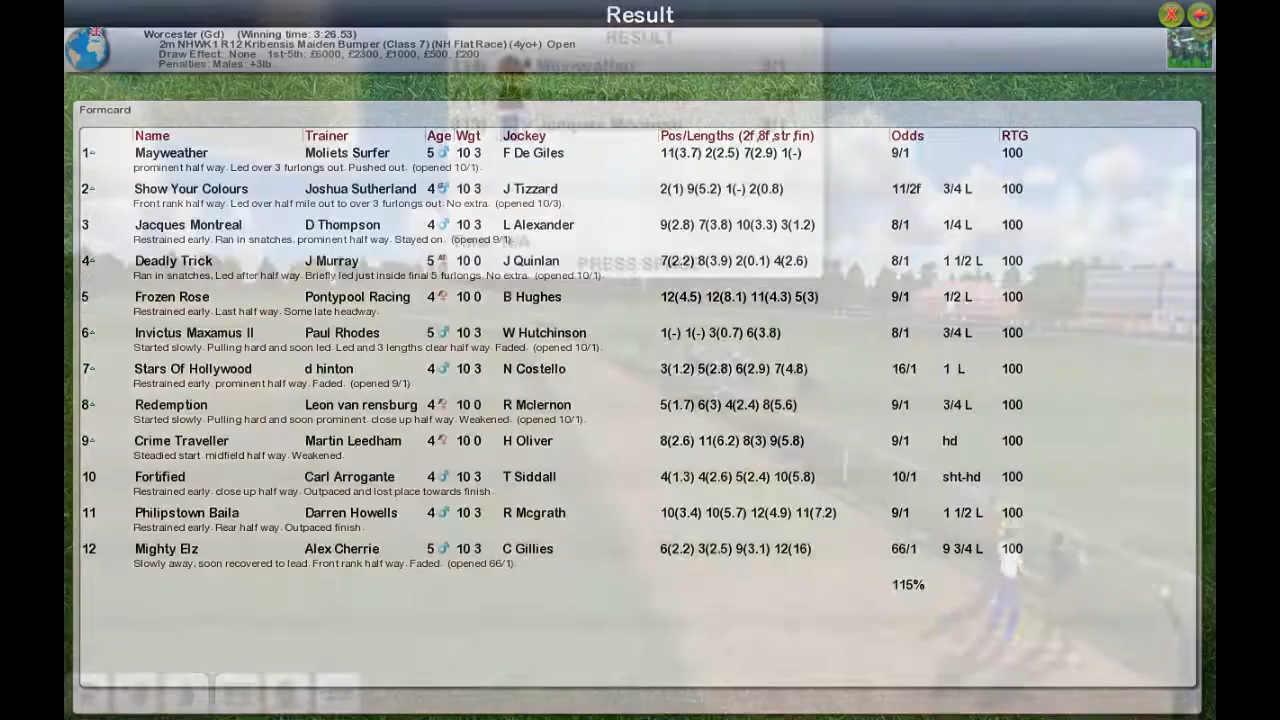 Result
Worcester (Gd) (Winning time: 3:26.53)
2m NHWK1 R12 Kribensis Maiden Bumper (Class 7) (NH Flat Race) (4yo+) Open
Draw Effect: None 1st-5th: £6000, £2300, £1000, £500, £200
Penalties: Males: +3lb
RESULT
Formcard
Name Trainer Age Wgt Jockey Pos/Lengths (2f,8f,str,fin) Odds RTG
1 Mayweather Moliets Surfer 5 10 3 F De Giles 11(3.7) 2(2.5) 7(2.9) 1(-) 9/1 100
prominent half way. Led over 3 furlongs out. Pushed out. (opened 10/1).
2 Show Your Colours Joshua Sutherland 4 10 3 J Tizzard 2(1) 9(5.2) 1(-) 2(0.8) 11/2f 3/4 L 100
Front rank half way. Led over half mile out to over 3 furlongs out. No extra. (opened 10/3).
3 Jacques Montreal D Thompson 4 10 3 L Alexander 9(2.8) 7(3.8) 10(3.3) 3(1.2) 8/1 1/4 L 100
Restrained early. Ran in snatches, prominent half way. Stayed on. (opened 9/1).
4 Deadly Trick J Murray 5 10 0 J Quinlan 7(2.2) 8(3.9) 2(0.1) 4(2.6) 8/1 1 1/2 L 100
Ran in snatches, Led after half way. Briefly led just inside final 5 furlongs. No extra. (opened 10/1).
5 Frozen Rose Pontypool Racing 4 10 0 B Hughes 12(4.5) 12(8.1) 11(4.3) 5(3) 9/1 1/2 L 100
Restrained early. Last half way. Some late headway.
6 Invictus Maxamus II Paul Rhodes 5 10 3 W Hutchinson 1(-) 1(-) 3(0.7) 6(3.8) 8/1 3/4 L 100
Started slowly. Pulling hard and soon led. Led and 3 lengths clear half way. Faded. (opened 10/1).
7 Stars Of Hollywood d hinton 4 10 3 N Costello 3(1.2) 5(2.8) 6(2.9) 7(4.8) 16/1 1 L 100
Restrained early. prominent half way. Faded. (opened 9/1).
8 Redemption Leon van rensburg 4 10 0 R Mclernon 5(1.7) 6(3) 4(2.4) 8(5.6) 9/1 3/4 L 100
Started slowly. Pulling hard and soon prominent. close up half way. Weakened. (opened 10/1).
9 Crime Traveller Martin Leedham 4 10 0 H Oliver 8(2.6) 11(6.2) 8(3) 9(5.8) 9/1 hd 100
Steadied start. midfield half way. Weakened.
10 Fortified Carl Arrogante 4 10 3 T Siddall 4(1.3) 4(2.6) 5(2.4) 10(5.8) 10/1 sht-hd 100
Restrained early. close up half way. Outpaced and lost place towards finish.
11 Philipstown Baila Darren Howells 4 10 3 R Mcgrath 10(3.4) 10(5.7) 12(4.9) 11(7.2) 9/1 1 1/2 L 100
Restrained early. Rear half way. Outpaced finish.
12 Mighty Elz Alex Cherrie 5 10 3 C Gillies 6(2.2) 3(2.5) 9(3.1) 12(16) 66/1 9 3/4 L 100
Slowly away, soon recovered to lead. Front rank half way. Faded. (opened 66/1).
115%